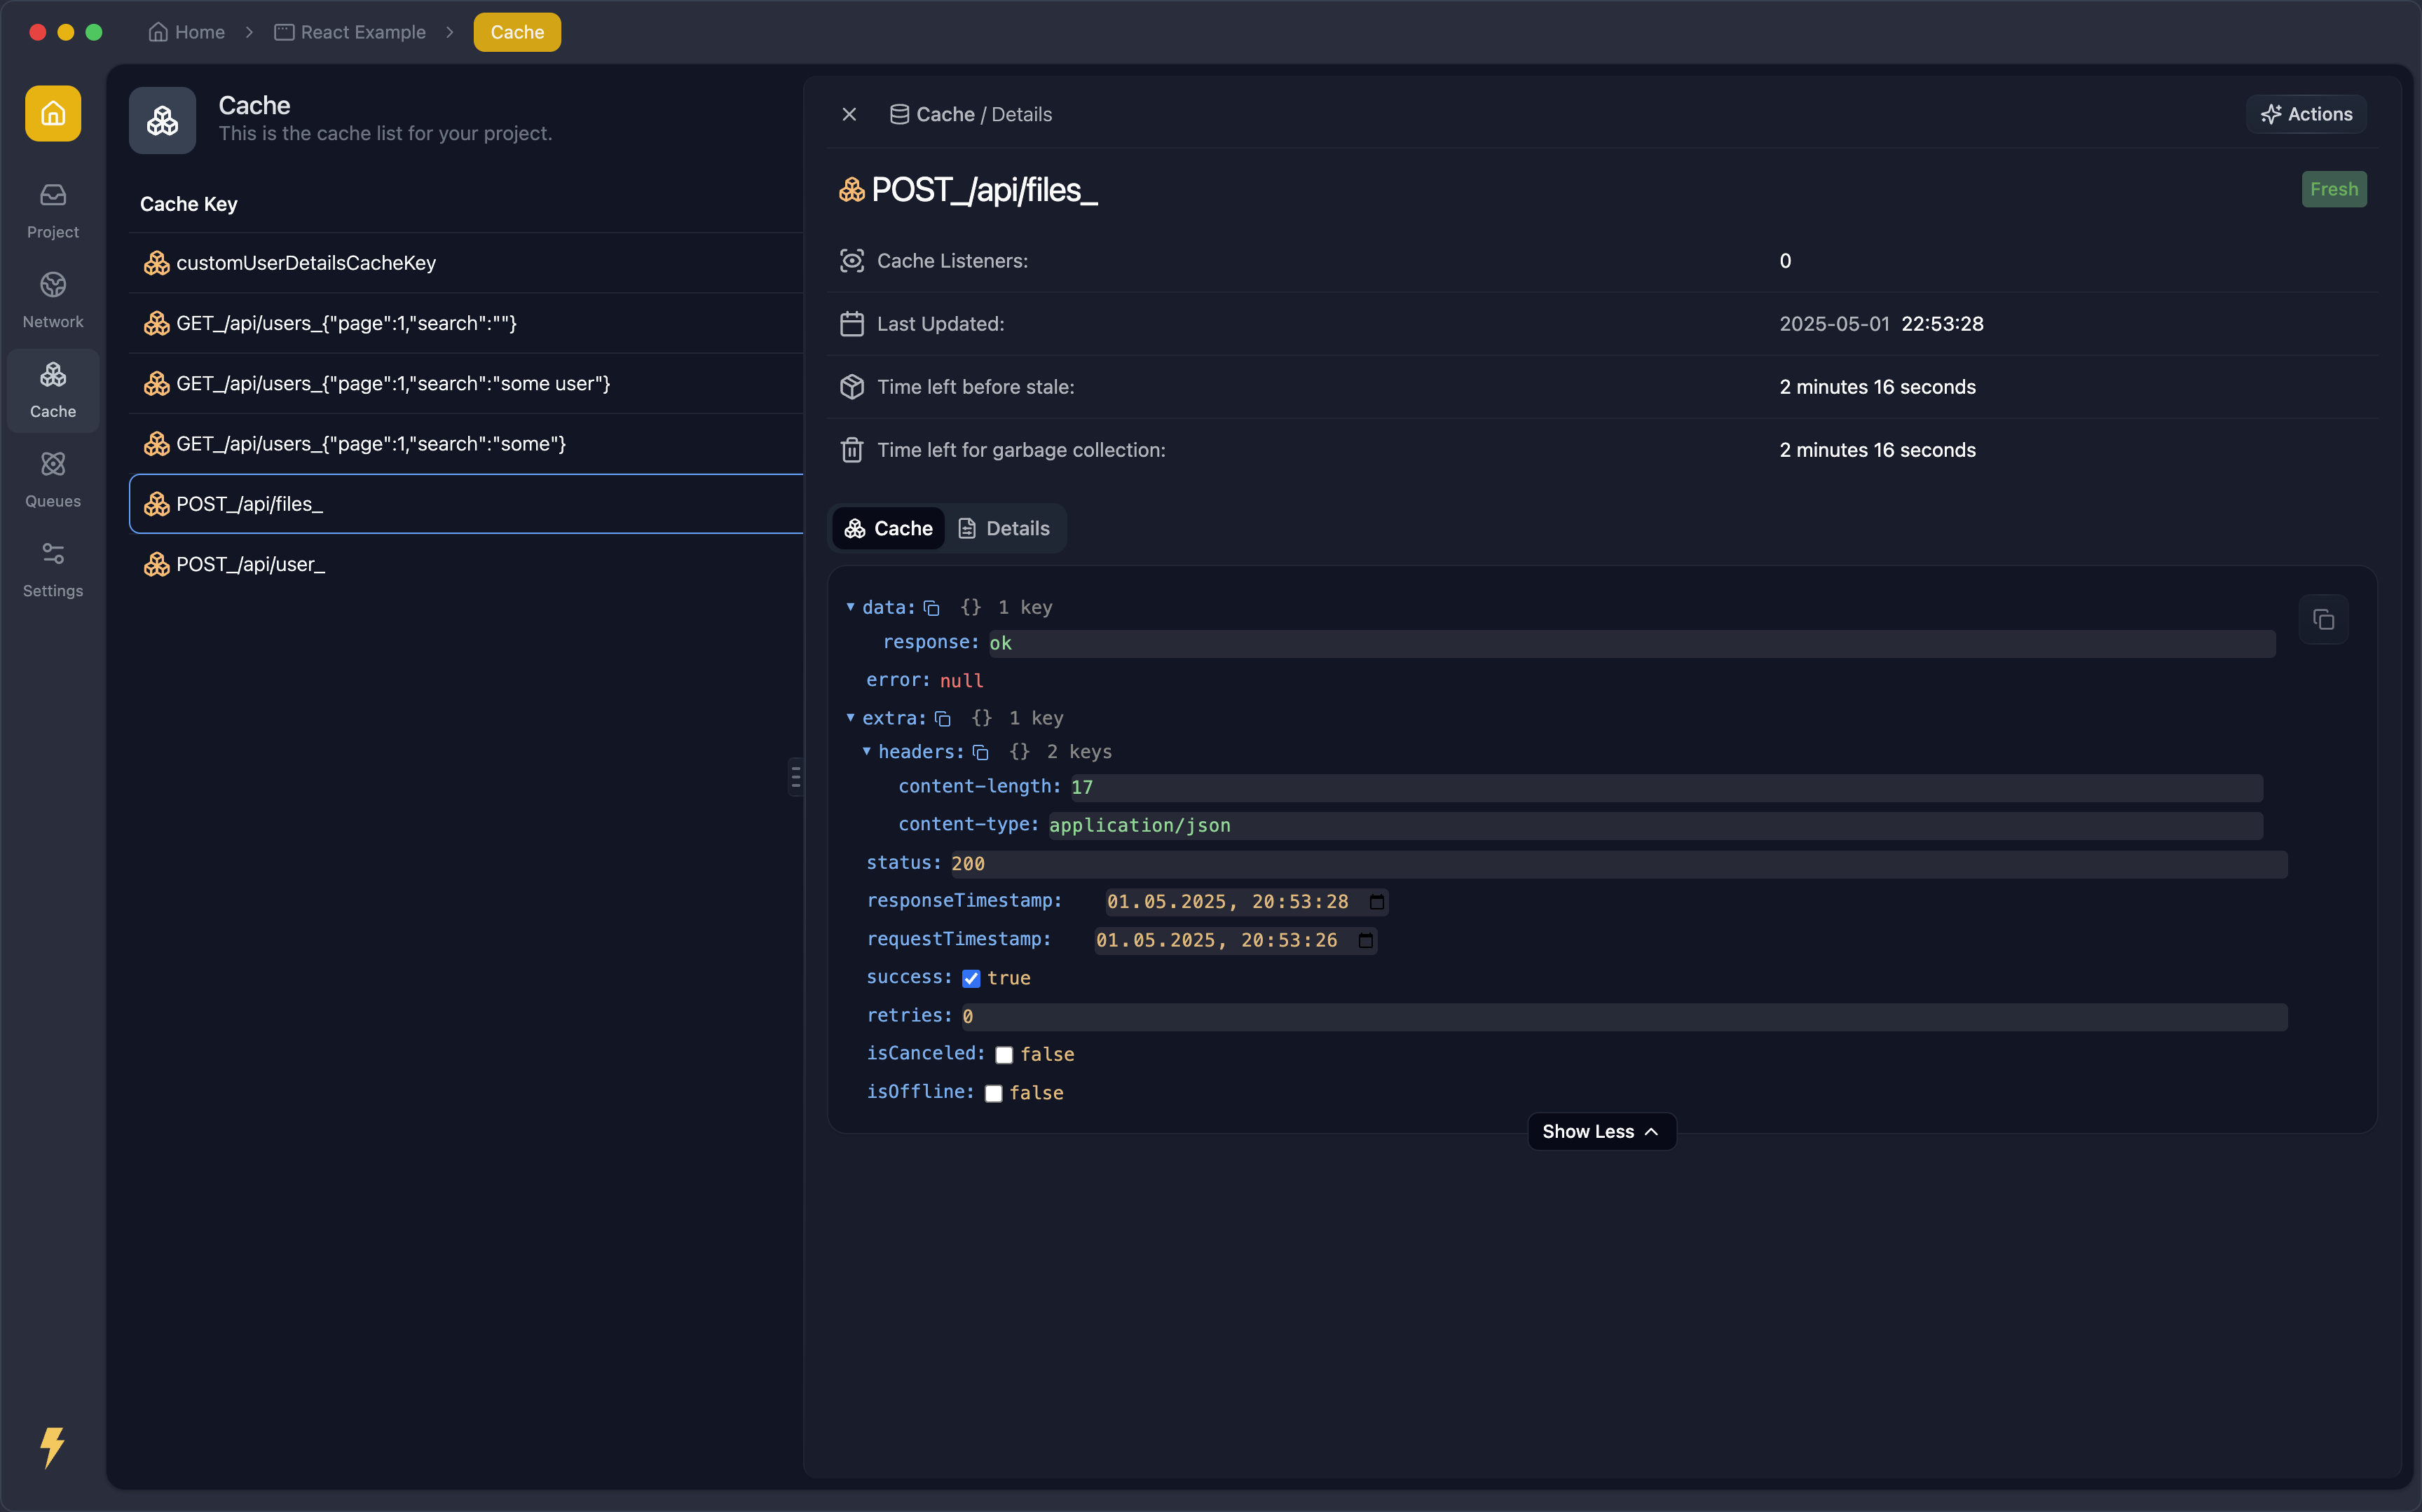 Home
React Example
Cache
Project
Network
Cache
Queues
Settings
Cache
This is the cache list for your project.
Cache Key
customUserDetailsCacheKey
GET_/api/users_{"page":1,"search":""}
GET_/api/users_{"page":1,"search":"some user"}
GET_/api/users_{"page":1,"search":"some"}
POST_/api/files_
POST_/api/user_
Cache / Details
Actions
POST_/api/files_
Fresh
Cache Listeners: 0
Last Updated: 2025-05-01 22:53:28
Time left before stale: 2 minutes 16 seconds
Time left for garbage collection: 2 minutes 16 seconds
Cache
Details
data: {} 1 key
response: ok
error: null
extra: {} 1 key
headers: {} 2 keys
content-length: 17
content-type: application/json
status: 200
responseTimestamp: 01.05.2025, 20:53:28
requestTimestamp: 01.05.2025, 20:53:26
success: true
retries: 0
isCanceled: false
isOffline: false
Show Less